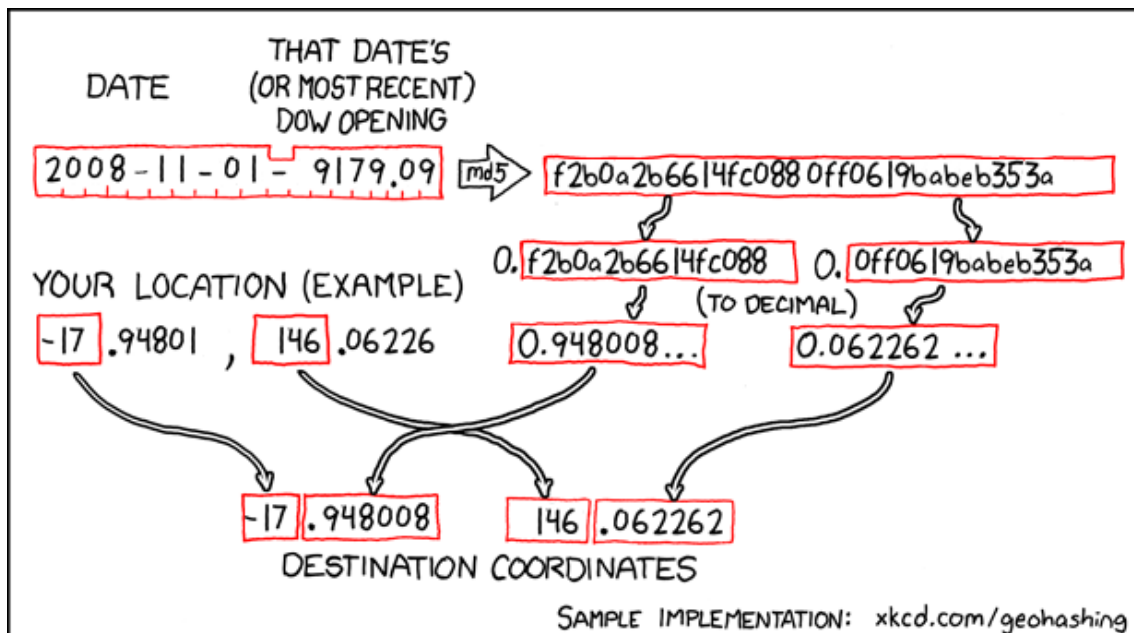 DATE
THAT DATE'S
(OR MOST RECENT)
DOW OPENING
2008-11-01- 9179.09
md5
f2b0a2b6614fc088 0ff0619babeb353a
0. f2b0a2b6614fc088
0. 0ff0619babeb353a
(TO DECIMAL)
YOUR LOCATION (EXAMPLE)
-17 .94801 , 146 .06226
0.948008...
0.062262 ...
-17 .948008
146 .062262
DESTINATION COORDINATES
SAMPLE IMPLEMENTATION: xkcd.com/geohashing